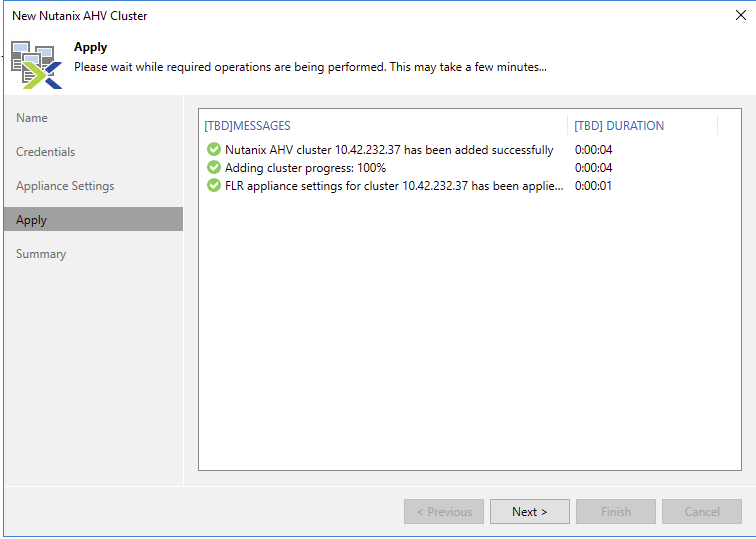 New Nutanix AHV Cluster
Apply
Please wait while required operations are being performed. This may take a few minutes...
Name
Credentials
Appliance Settings
Apply
Summary
[TBD]MESSAGES [TBD] DURATION
Nutanix AHV cluster 10.42.232.37 has been added successfully 0:00:04
Adding cluster progress: 100% 0:00:04
FLR appliance settings for cluster 10.42.232.37 has been applie... 0:00:01
< Previous Next > Finish Cancel